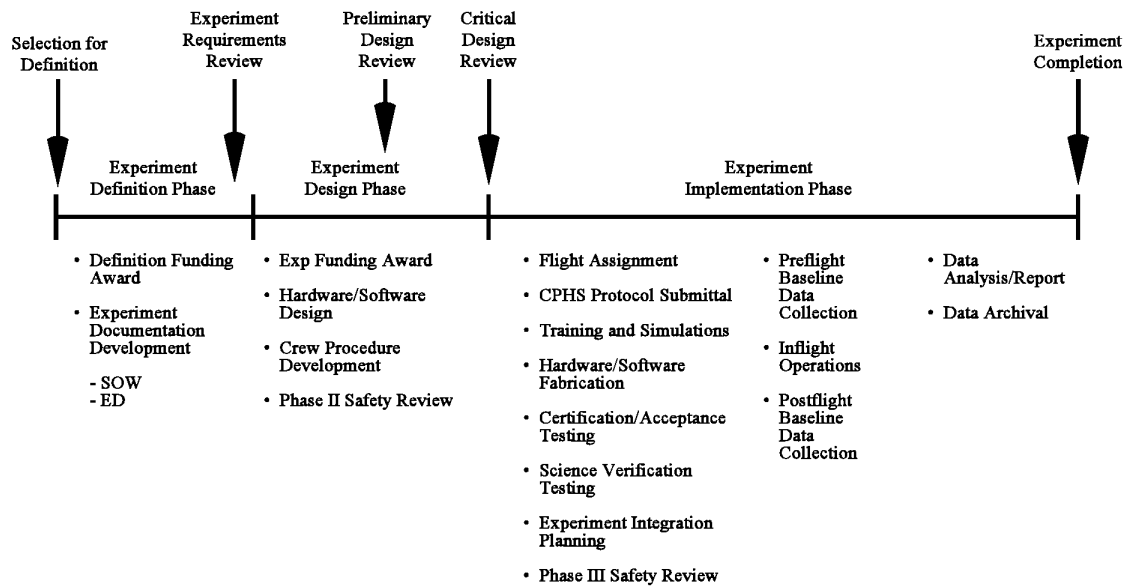 Selection for
Definition
Experiment
Requirements
Review
Preliminary
Design
Review
Critical
Design
Review
Experiment
Completion
Experiment
Definition Phase
Experiment
Design Phase
Experiment
Implementation Phase
• Definition Funding
Award
• Experiment
Documentation
Development
- SOW
- ED
• Exp Funding Award
• Hardware/Software
Design
• Crew Procedure
Development
• Phase II Safety Review
• Flight Assignment
• CPHS Protocol Submittal
• Training and Simulations
• Hardware/Software
Fabrication
• Certification/Acceptance
Testing
• Science Verification
Testing
• Experiment Integration
Planning
• Phase III Safety Review
• Preflight
Baseline
Data
Collection
• Inflight
Operations
• Postflight
Baseline
Data
Collection
• Data
Analysis/Report
• Data Archival